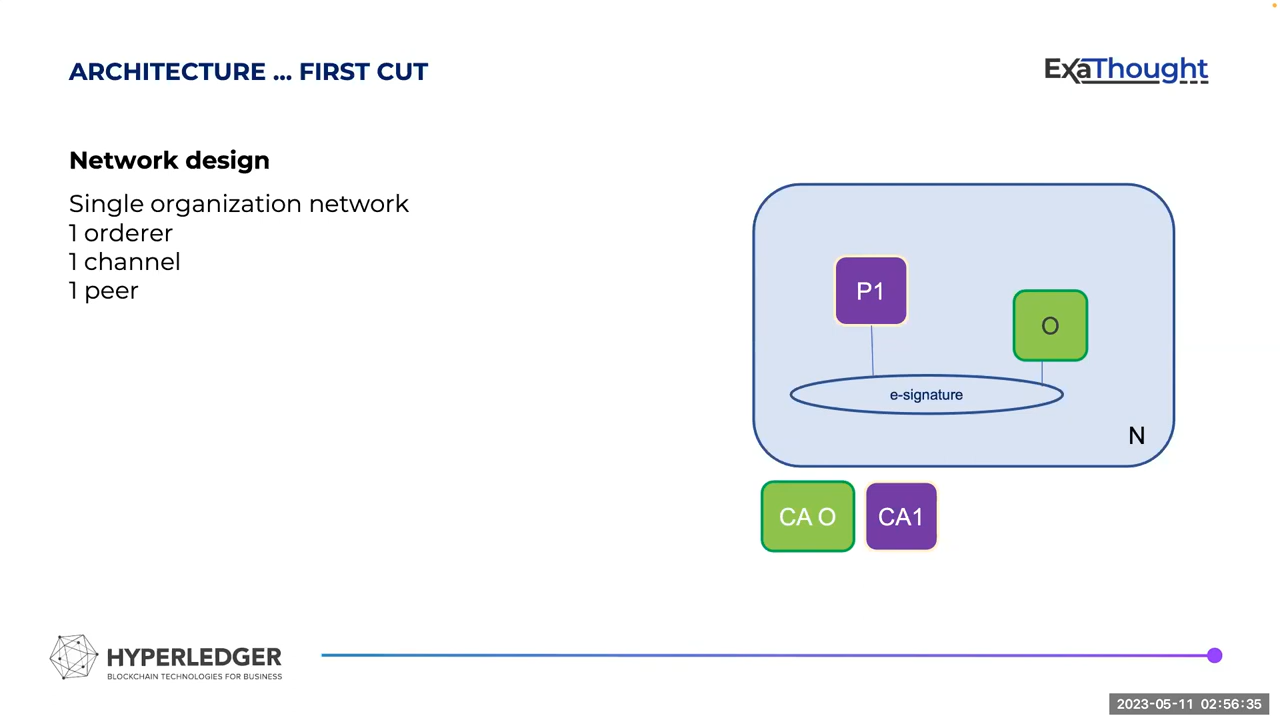 ARCHITECTURE ... FIRST CUT
ExaThought
Network design
Single organization network
1 orderer
1 channel
1 peer
P1
O
e-signature
N
CA O
CA1
HYPERLEDGER
BLOCKCHAIN TECHNOLOGIES FOR BUSINESS
2023-05-11 02:56:35